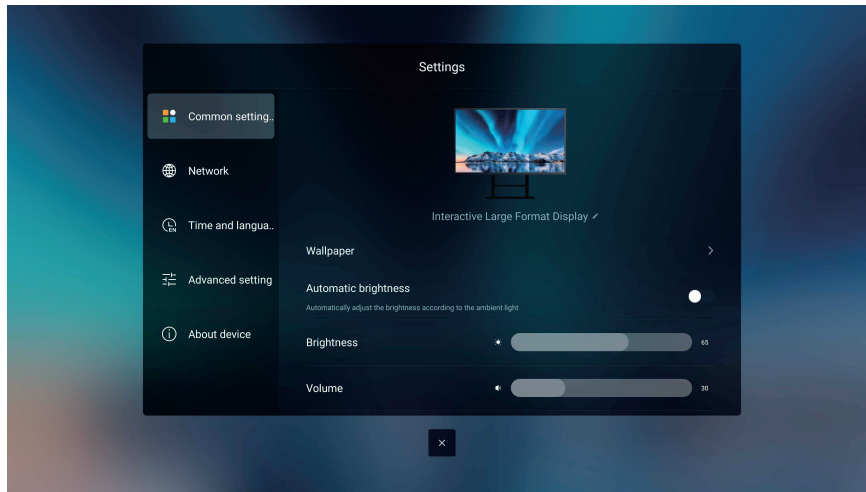 Settings
Common setting..
Network
EN
Time and langua..
Advanced setting
About device
Interactive Large Format Display
Wallpaper
Automatic brightness
Automatically adjust the brightness according to the ambient light
Brightness
65
Volume
30